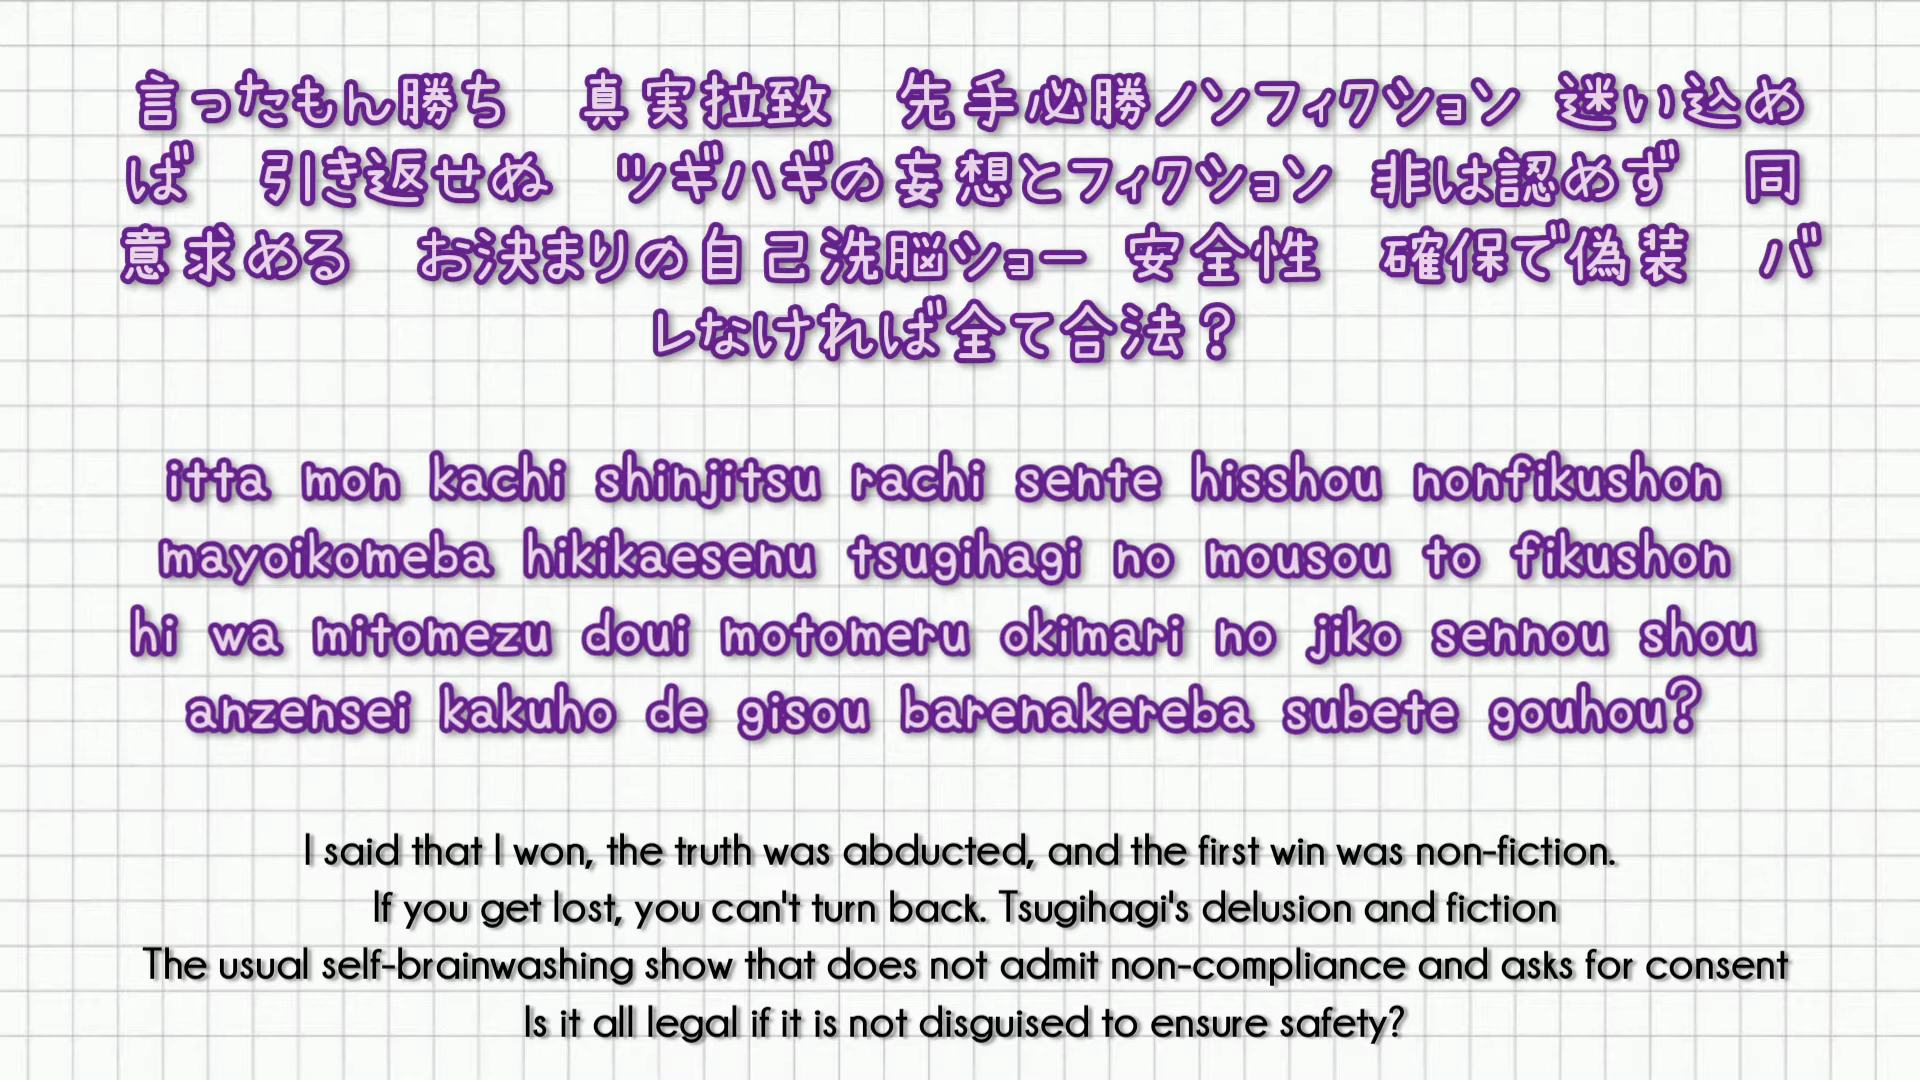 言ったもん勝ち　真実拉致　先手必勝ノンフィクション 迷い込め
ば　引き返せぬ　ツギハギの妄想とフィクション 非は認めず　同
意求める　お決まりの自己洗脳ショー 安全性　確保で偽装　バ
レなければ全て合法？
itta mon kachi shinjitsu rachi sente hisshou nonfikushon
mayoikomeba hikikaesenu tsugihagi no mousou to fikushon
hi wa mitomezu doui motomeru okimari no jiko sennou shou
anzensei kakuho de gisou barenakereba subete gouhou?
I said that I won, the truth was abducted, and the first win was non-fiction.
If you get lost, you can't turn back. Tsugihagi's delusion and fiction
The usual self-brainwashing show that does not admit non-compliance and asks for consent
Is it all legal if it is not disguised to ensure safety?